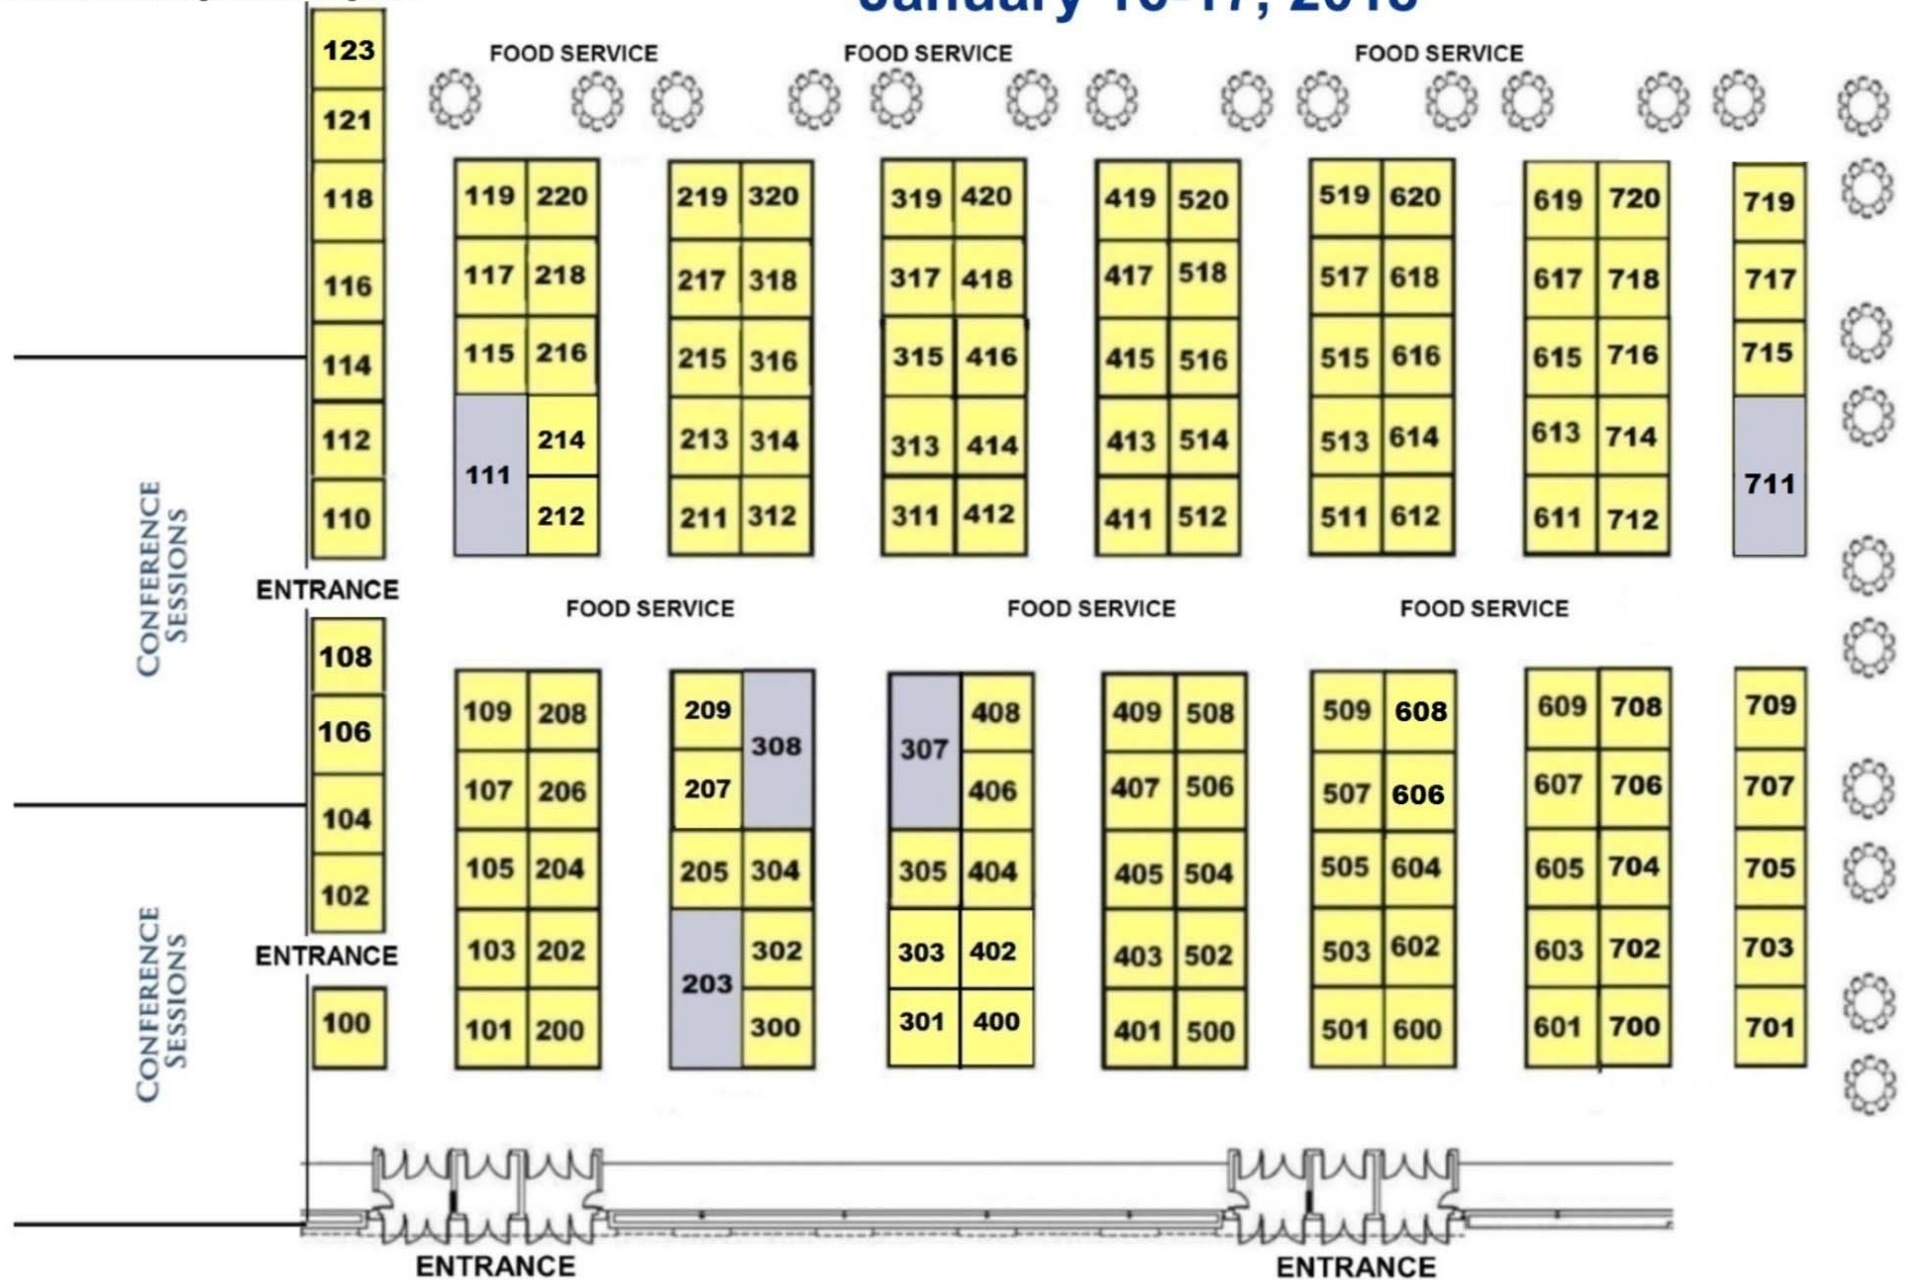 January 16-17, 2018
FOOD SERVICE FOOD SERVICE FOOD SERVICE
123
121
118 119 220 219 320 319 420 419 520 519 620 619 720 719
116 117 218 217 318 317 418 417 518 517 618 617 718 717
114 115 216 215 316 315 416 415 516 515 616 615 716 715
112 214 213 314 313 414 413 514 513 614 613 714
111 711
110 212 211 312 311 412 411 512 511 612 611 712
ENTRANCE
FOOD SERVICE FOOD SERVICE FOOD SERVICE
CONFERENCE
SESSIONS
108 109 208 209 408 409 508 509 608 609 708 709
308 307
106 107 206 207 406 407 506 507 606 607 706 707
104 105 204 205 304 305 404 405 504 505 604 605 704 705
102 103 202 302 303 402 403 502 503 602 603 702 703
ENTRANCE
203
100 101 200 300 301 400 401 500 501 600 601 700 701
CONFERENCE
SESSIONS
ENTRANCE ENTRANCE